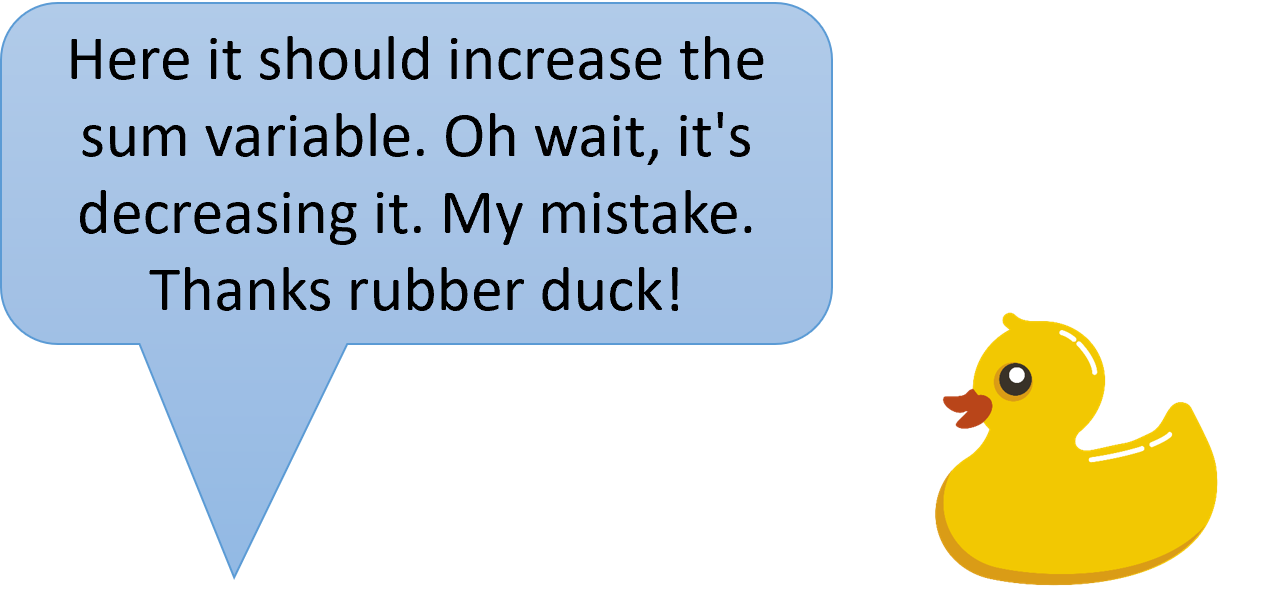 Here it should increase the
sum variable. Oh wait, it's
decreasing it. My mistake.
Thanks rubber duck!